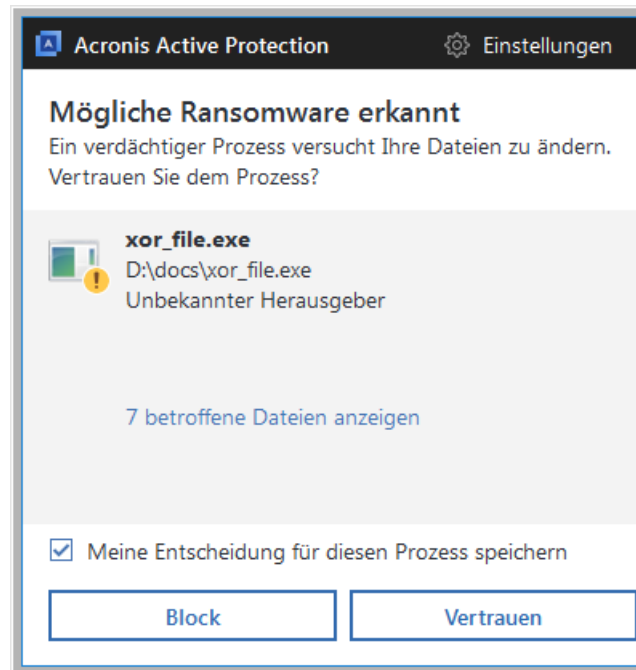 Acronis Active Protection
Einstellungen
Mögliche Ransomware erkannt
Ein verdächtiger Prozess versucht Ihre Dateien zu ändern.
Vertrauen Sie dem Prozess?
xor_file.exe
D:\docs\xor_file.exe
Unbekannter Herausgeber
7 betroffene Dateien anzeigen
Meine Entscheidung für diesen Prozess speichern
Block
Vertrauen